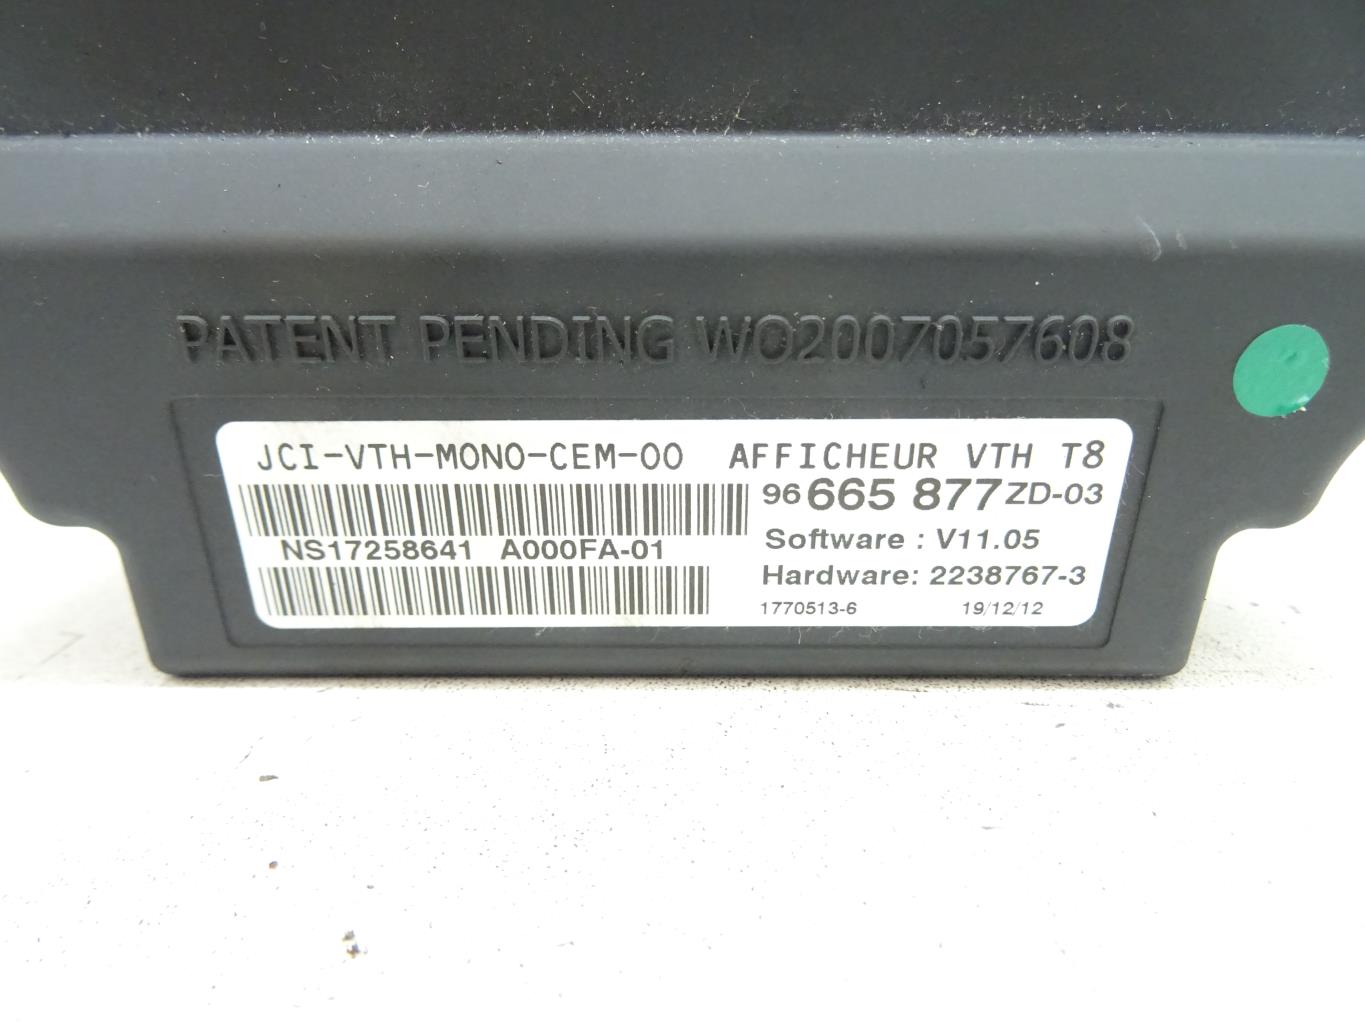 PATENT PENDING WO2007057608
JCI-VTH-MONO-CEM-00 AFFICHEUR VTH T8
96 665 877 ZD-03
NS17258641 A000FA-01
Software : V11.05
Hardware: 2238767-3
1770513-6 19/12/12